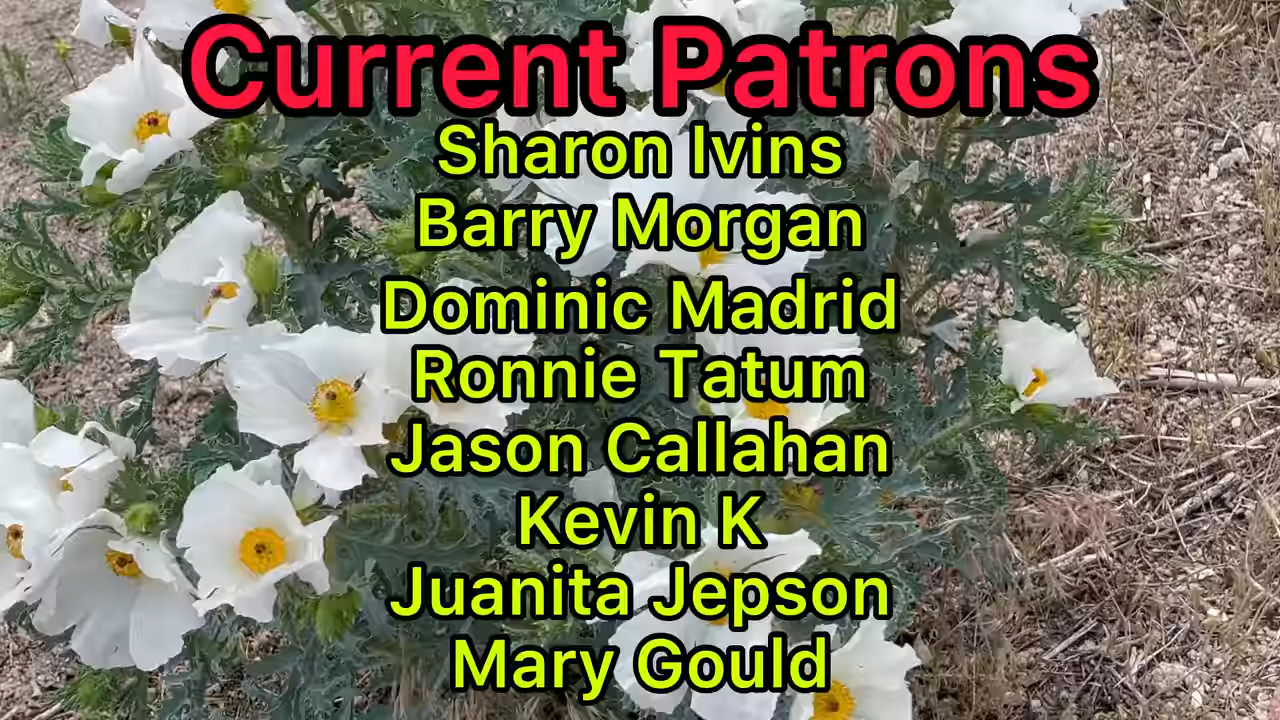 Current Patrons
Sharon Ivins
Barry Morgan
Dominic Madrid
Ronnie Tatum
Jason Callahan
Kevin K
Juanita Jepson
Mary Gould